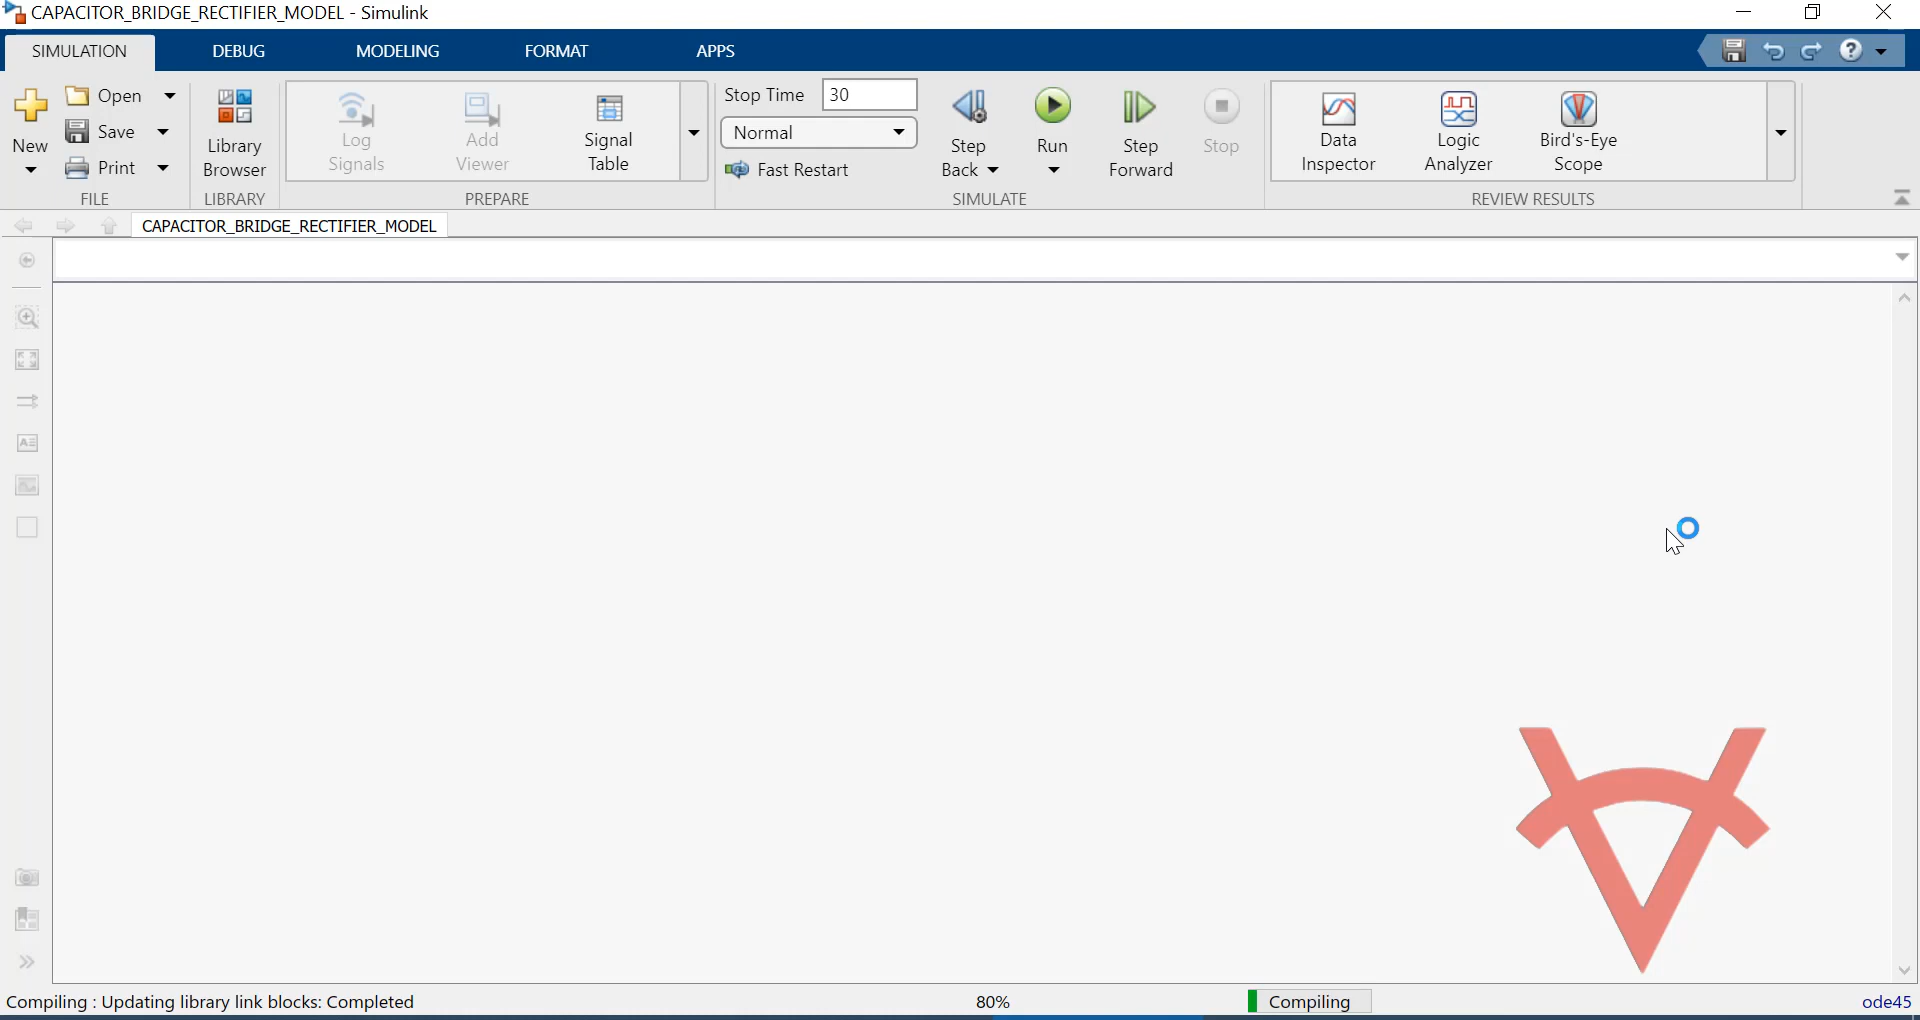 CAPACITOR_BRIDGE_RECTIFIER_MODEL - Simulink
SIMULATION DEBUG MODELING FORMAT APPS
New
Open
Save
Print
FILE
Library
Browser
LIBRARY
Log
Signals
Add
Viewer
Signal
Table
PREPARE
Stop Time 30
Normal
Fast Restart
Step
Back
Run
Step
Forward
Stop
SIMULATE
Data
Inspector
Logic
Analyzer
Bird's-Eye
Scope
REVIEW RESULTS
CAPACITOR_BRIDGE_RECTIFIER_MODEL
Compiling : Updating library link blocks: Completed 80% Compiling ode45